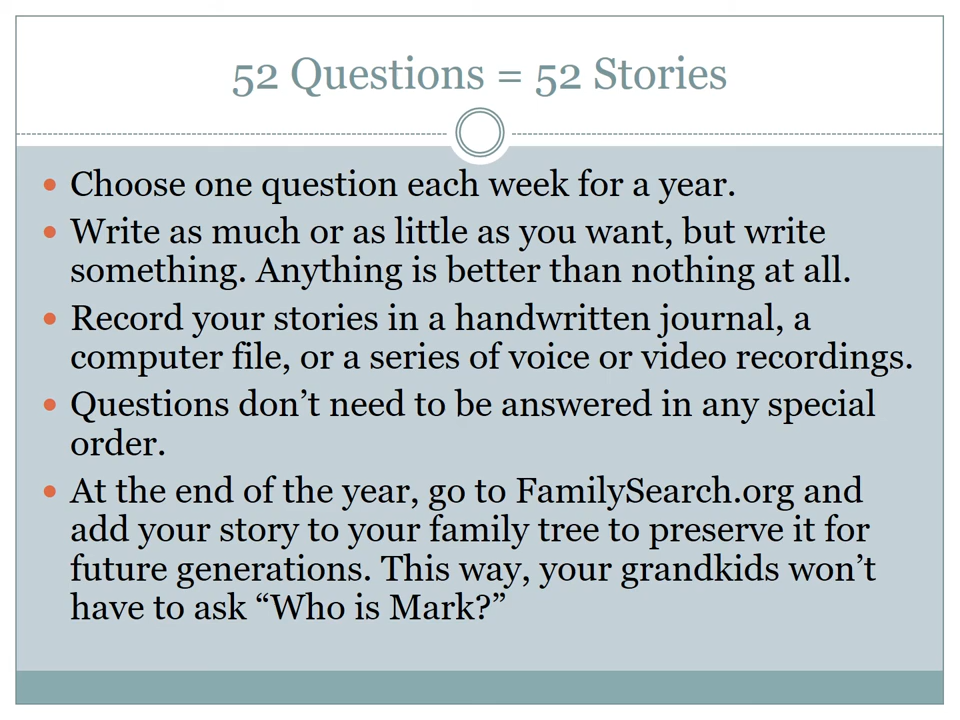 52 Questions = 52 Stories
• Choose one question each week for a year.
• Write as much or as little as you want, but write
something. Anything is better than nothing at all.
• Record your stories in a handwritten journal, a
computer file, or a series of voice or video recordings.
• Questions don’t need to be answered in any special
order.
• At the end of the year, go to FamilySearch.org and
add your story to your family tree to preserve it for
future generations. This way, your grandkids won’t
have to ask “Who is Mark?”